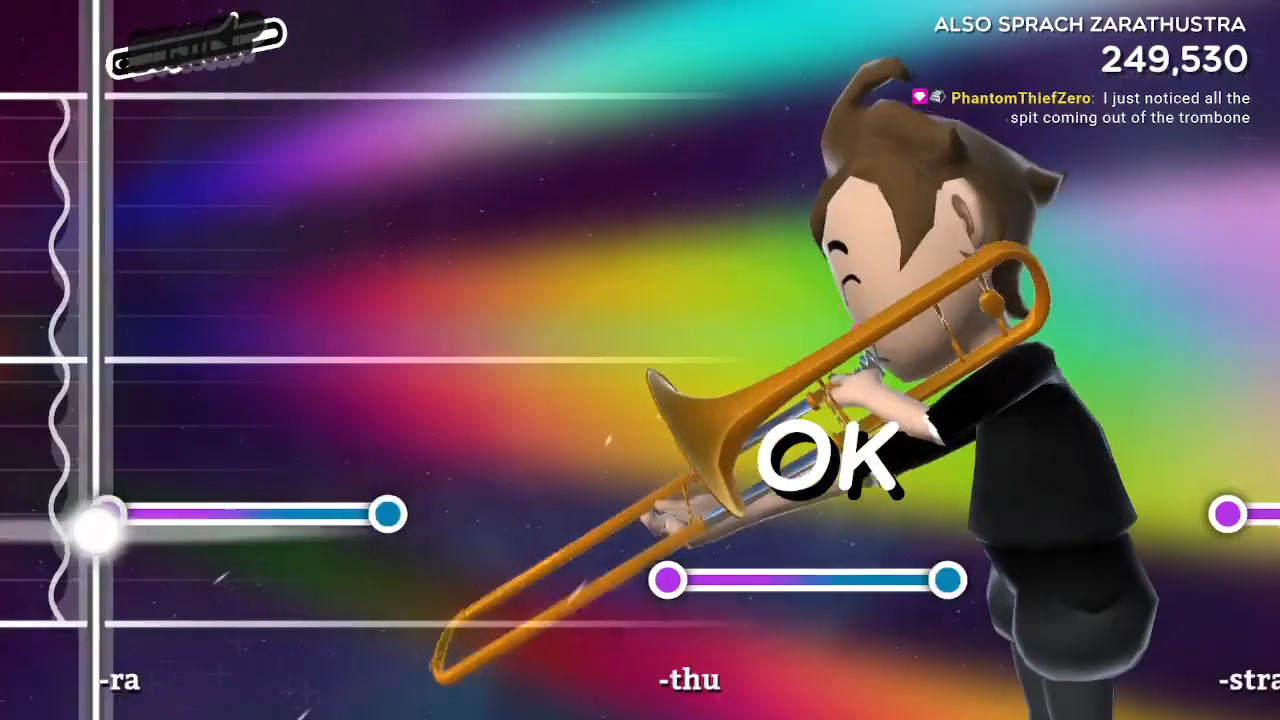 ALSO SPRACH ZARATHUSTRA
249,530
PhantomThiefZero: I just noticed all the
spit coming out of the trombone
OK
-ra
-thu
-stra